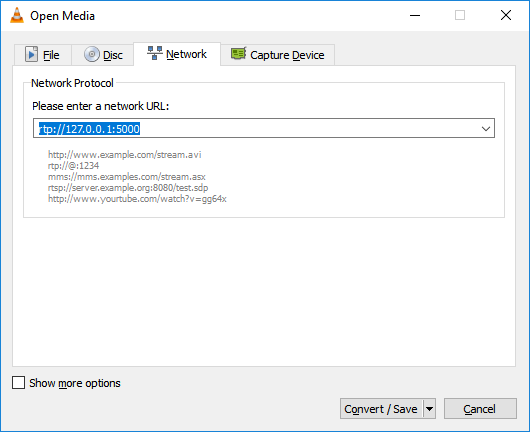 Open Media
File
Disc
Network
Capture Device
Network Protocol
Please enter a network URL:
rtp://127.0.0.1:5000
http://www.example.com/stream.avi
rtp://@:1234
mms://mms.examples.com/stream.asx
rtsp://server.example.org:8080/test.sdp
http://www.yourtube.com/watch?v=gg64x
Show more options
Convert / Save
Cancel